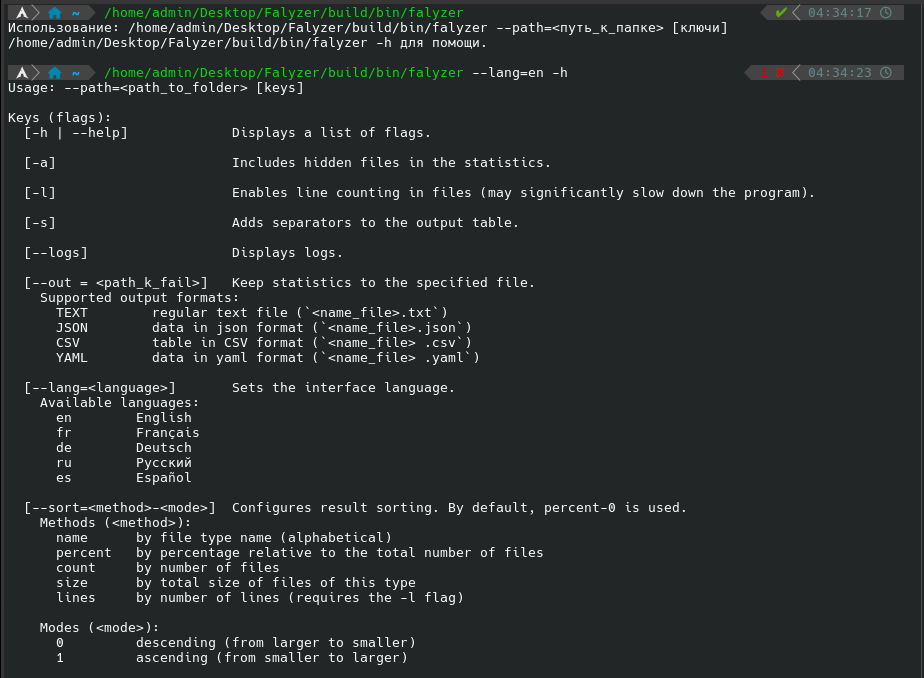 ~ /home/admin/Desktop/Falyzer/build/bin/falyzer ✔ 04:34:17
Использование: /home/admin/Desktop/Falyzer/build/bin/falyzer --path=<путь_к_папке> [ключи]
/home/admin/Desktop/Falyzer/build/bin/falyzer -h для помощи.
~ /home/admin/Desktop/Falyzer/build/bin/falyzer --lang=en -h 1 ✘ 04:34:23
Usage: --path=<path_to_folder> [keys]
Keys (flags):
[-h | --help] Displays a list of flags.
[-a] Includes hidden files in the statistics.
[-l] Enables line counting in files (may significantly slow down the program).
[-s] Adds separators to the output table.
[--logs] Displays logs.
[--out = <path_k_fail>] Keep statistics to the specified file.
Supported output formats:
TEXT regular text file (`<name_file>.txt`)
JSON data in json format (`<name_file>.json`)
CSV table in CSV format (`<name_file> .csv`)
YAML data in yaml format (`<name_file> .yaml`)
[--lang=<language>] Sets the interface language.
Available languages:
en English
fr Français
de Deutsch
ru Русский
es Español
[--sort=<method>-<mode>] Configures result sorting. By default, percent-0 is used.
Methods (<method>):
name by file type name (alphabetical)
percent by percentage relative to the total number of files
count by number of files
size by total size of files of this type
lines by number of lines (requires the -l flag)
Modes (<mode>):
0 descending (from larger to smaller)
1 ascending (from smaller to larger)